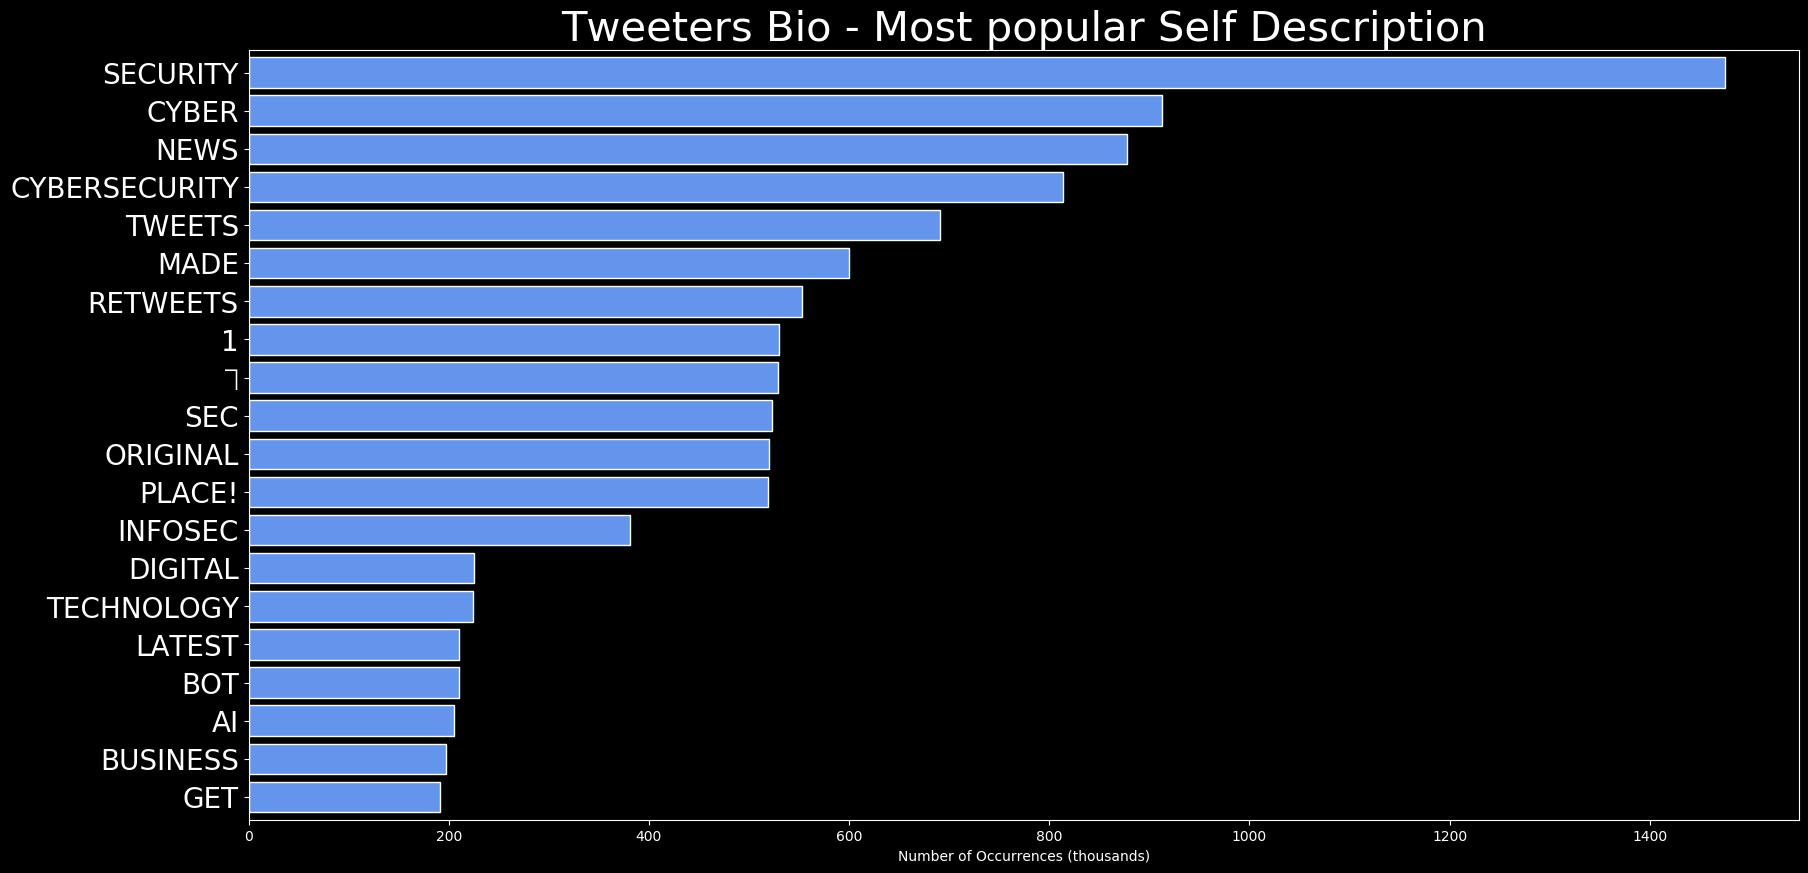 Tweeters Bio - Most popular Self Description
SECURITY
CYBER
NEWS
CYBERSECURITY
TWEETS
MADE
RETWEETS
1
SEC
ORIGINAL
PLACE!
INFOSEC
DIGITAL
TECHNOLOGY
LATEST
BOT
AI
BUSINESS
GET
0 200 400 600 800 1000 1200 1400
Number of Occurrences (thousands)